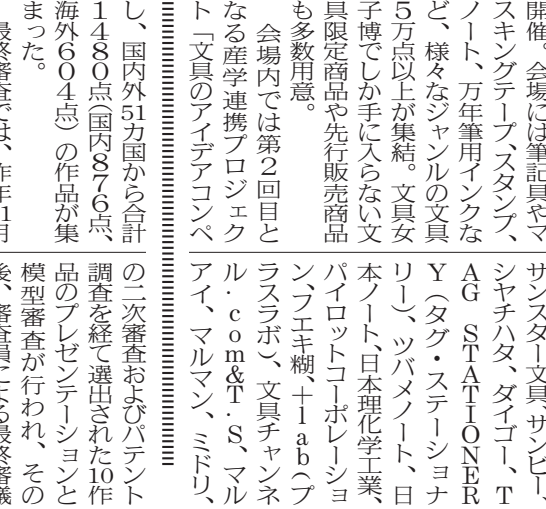 開催。会場には筆記具やマ
スキングテープ、スタンプ、
ノート、万年筆用インクな
ど、様々なジャンルの文具
５万点以上が集結。文具女
子博でしか手に入らない文
具限定商品や先行販売商品
も多数用意。
会場内では第２回目と
なる産学連携プロジェク
ト「文具のアイデアコンペ
サンスター文具、サンビー、
シヤチハタ、ダイゴー、Ｔ
ＡＧ　ＳＴＡＴＩＯＮＥＲ
Ｙ（タグ・ステーショナ
リー）、ツバメノート、日
本ノート、日本理化学工業、
パイロットコーポレーショ
ン、フエキ糊、＋ｌａｂ（プ
ラスラボ）、文具チャンネ
ル．ｃｏｍ＆Ｔ．Ｓ、マル
アイ、マルマン、ミドリ、
し、国内外51カ国から合計
１４８０点（国内８７６点、
海外６０４点）の作品が集
まった。
最終審査では、昨年11月
の二次審査およびパテント
調査を経て選出された10作
品のプレゼンテーションと
模型審査が行われ、その
後、審査員による最終審議